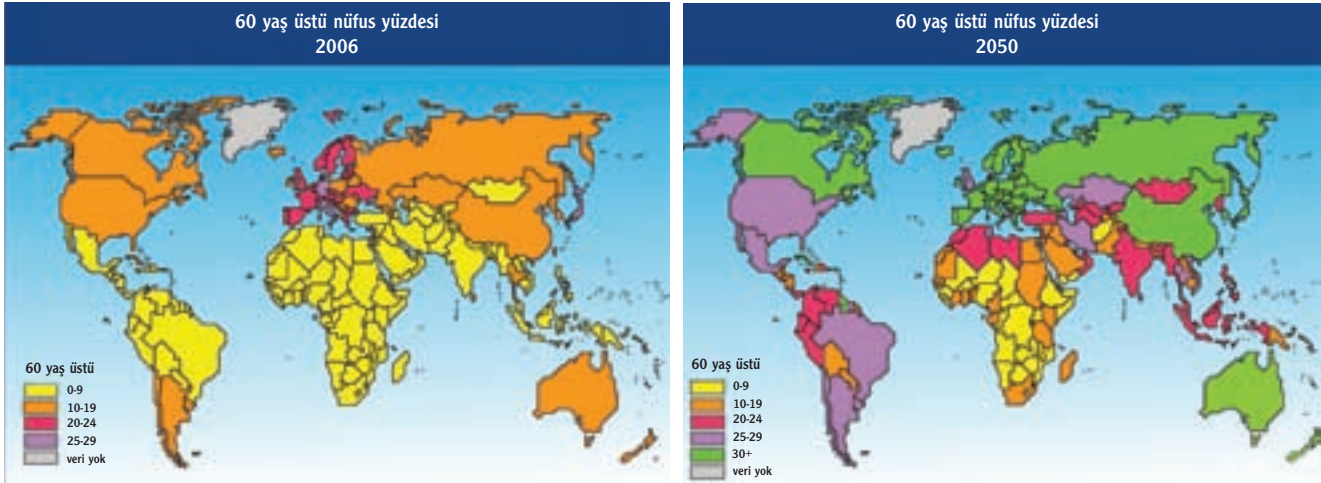 60 yaş üstü nüfus yüzdesi
2006
60 yaş üstü
0-9
10-19
20-24
25-29
veri yok
60 yaş üstü nüfus yüzdesi
2050
60 yaş üstü
0-9
10-19
20-24
25-29
30+
veri yok